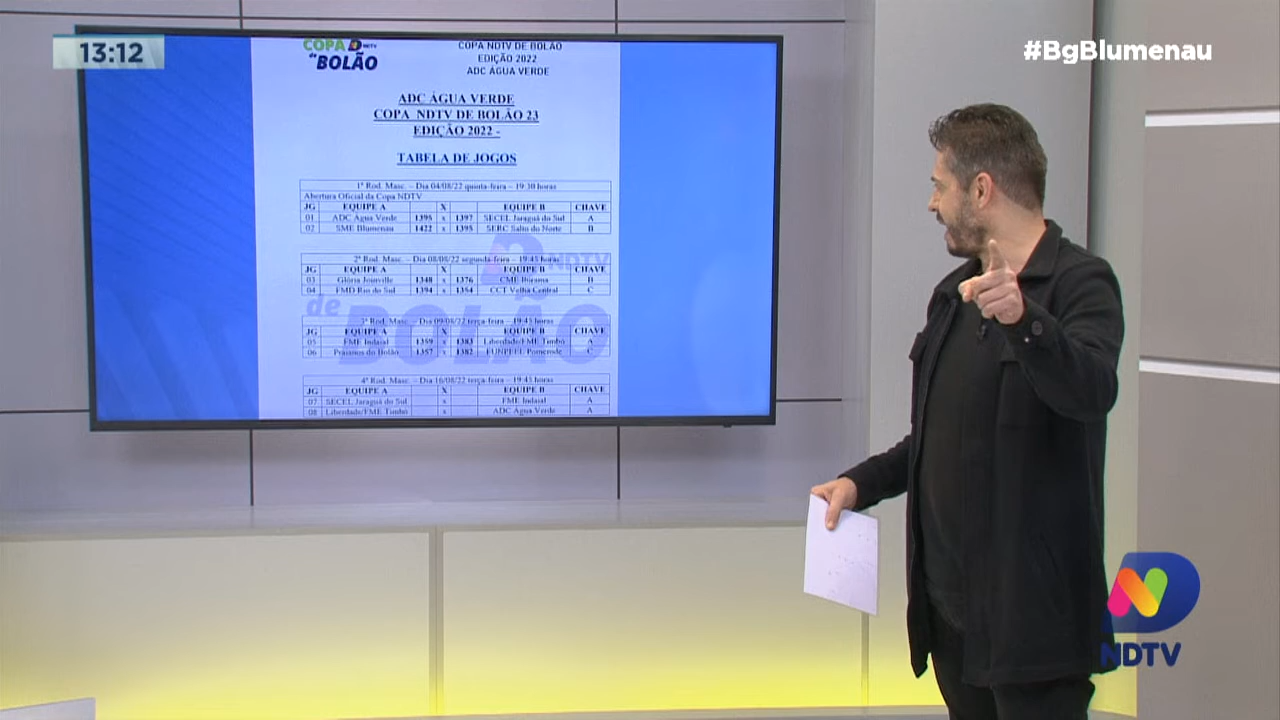 13:12
#BgBlumenau
COPA NDTV
de BOLÃO
COPA NDTV DE BOLÃO
EDIÇÃO 2022
ADC ÁGUA VERDE
ADC ÁGUA VERDE
COPA NDTV DE BOLÃO 23
EDIÇÃO 2022 -
TABELA DE JOGOS
1ª Rod. Masc. – Dia 04/08/22 quinta-feira – 19:30 horas
Abertura Oficial da Copa NDTV
JG EQUIPE A X EQUIPE B CHAVE
01 ADC Água Verde 1395 x 1397 SECEL Jaraguá do Sul A
02 SME Blumenau 1422 x 1395 SERC Salto do Norte B
2ª Rod. Masc. – Dia 08/08/22 segunda-feira – 19:45 horas
JG EQUIPE A X EQUIPE B CHAVE
03 Glória Joinville 1348 x 1376 CME Ibirama B
04 FMD Rio do Sul 1394 x 1354 CCT Velha Central C
3ª Rod. Masc. – Dia 09/08/22 terça-feira – 19:45 horas
JG EQUIPE A X EQUIPE B CHAVE
05 FME Indaial 1359 x 1383 Liberdade/FME Timbó A
06 Praianos do Bolão 1357 x 1382 FUNPEEL Pomerode C
4ª Rod. Masc. – Dia 16/08/22 terça-feira – 19:45 horas
JG EQUIPE A X EQUIPE B CHAVE
07 SECEL Jaraguá do Sul FME Indaial A
08 Liberdade/FME Timbó ADC Água Verde A
NDTV
de BOLÃO
NDTV